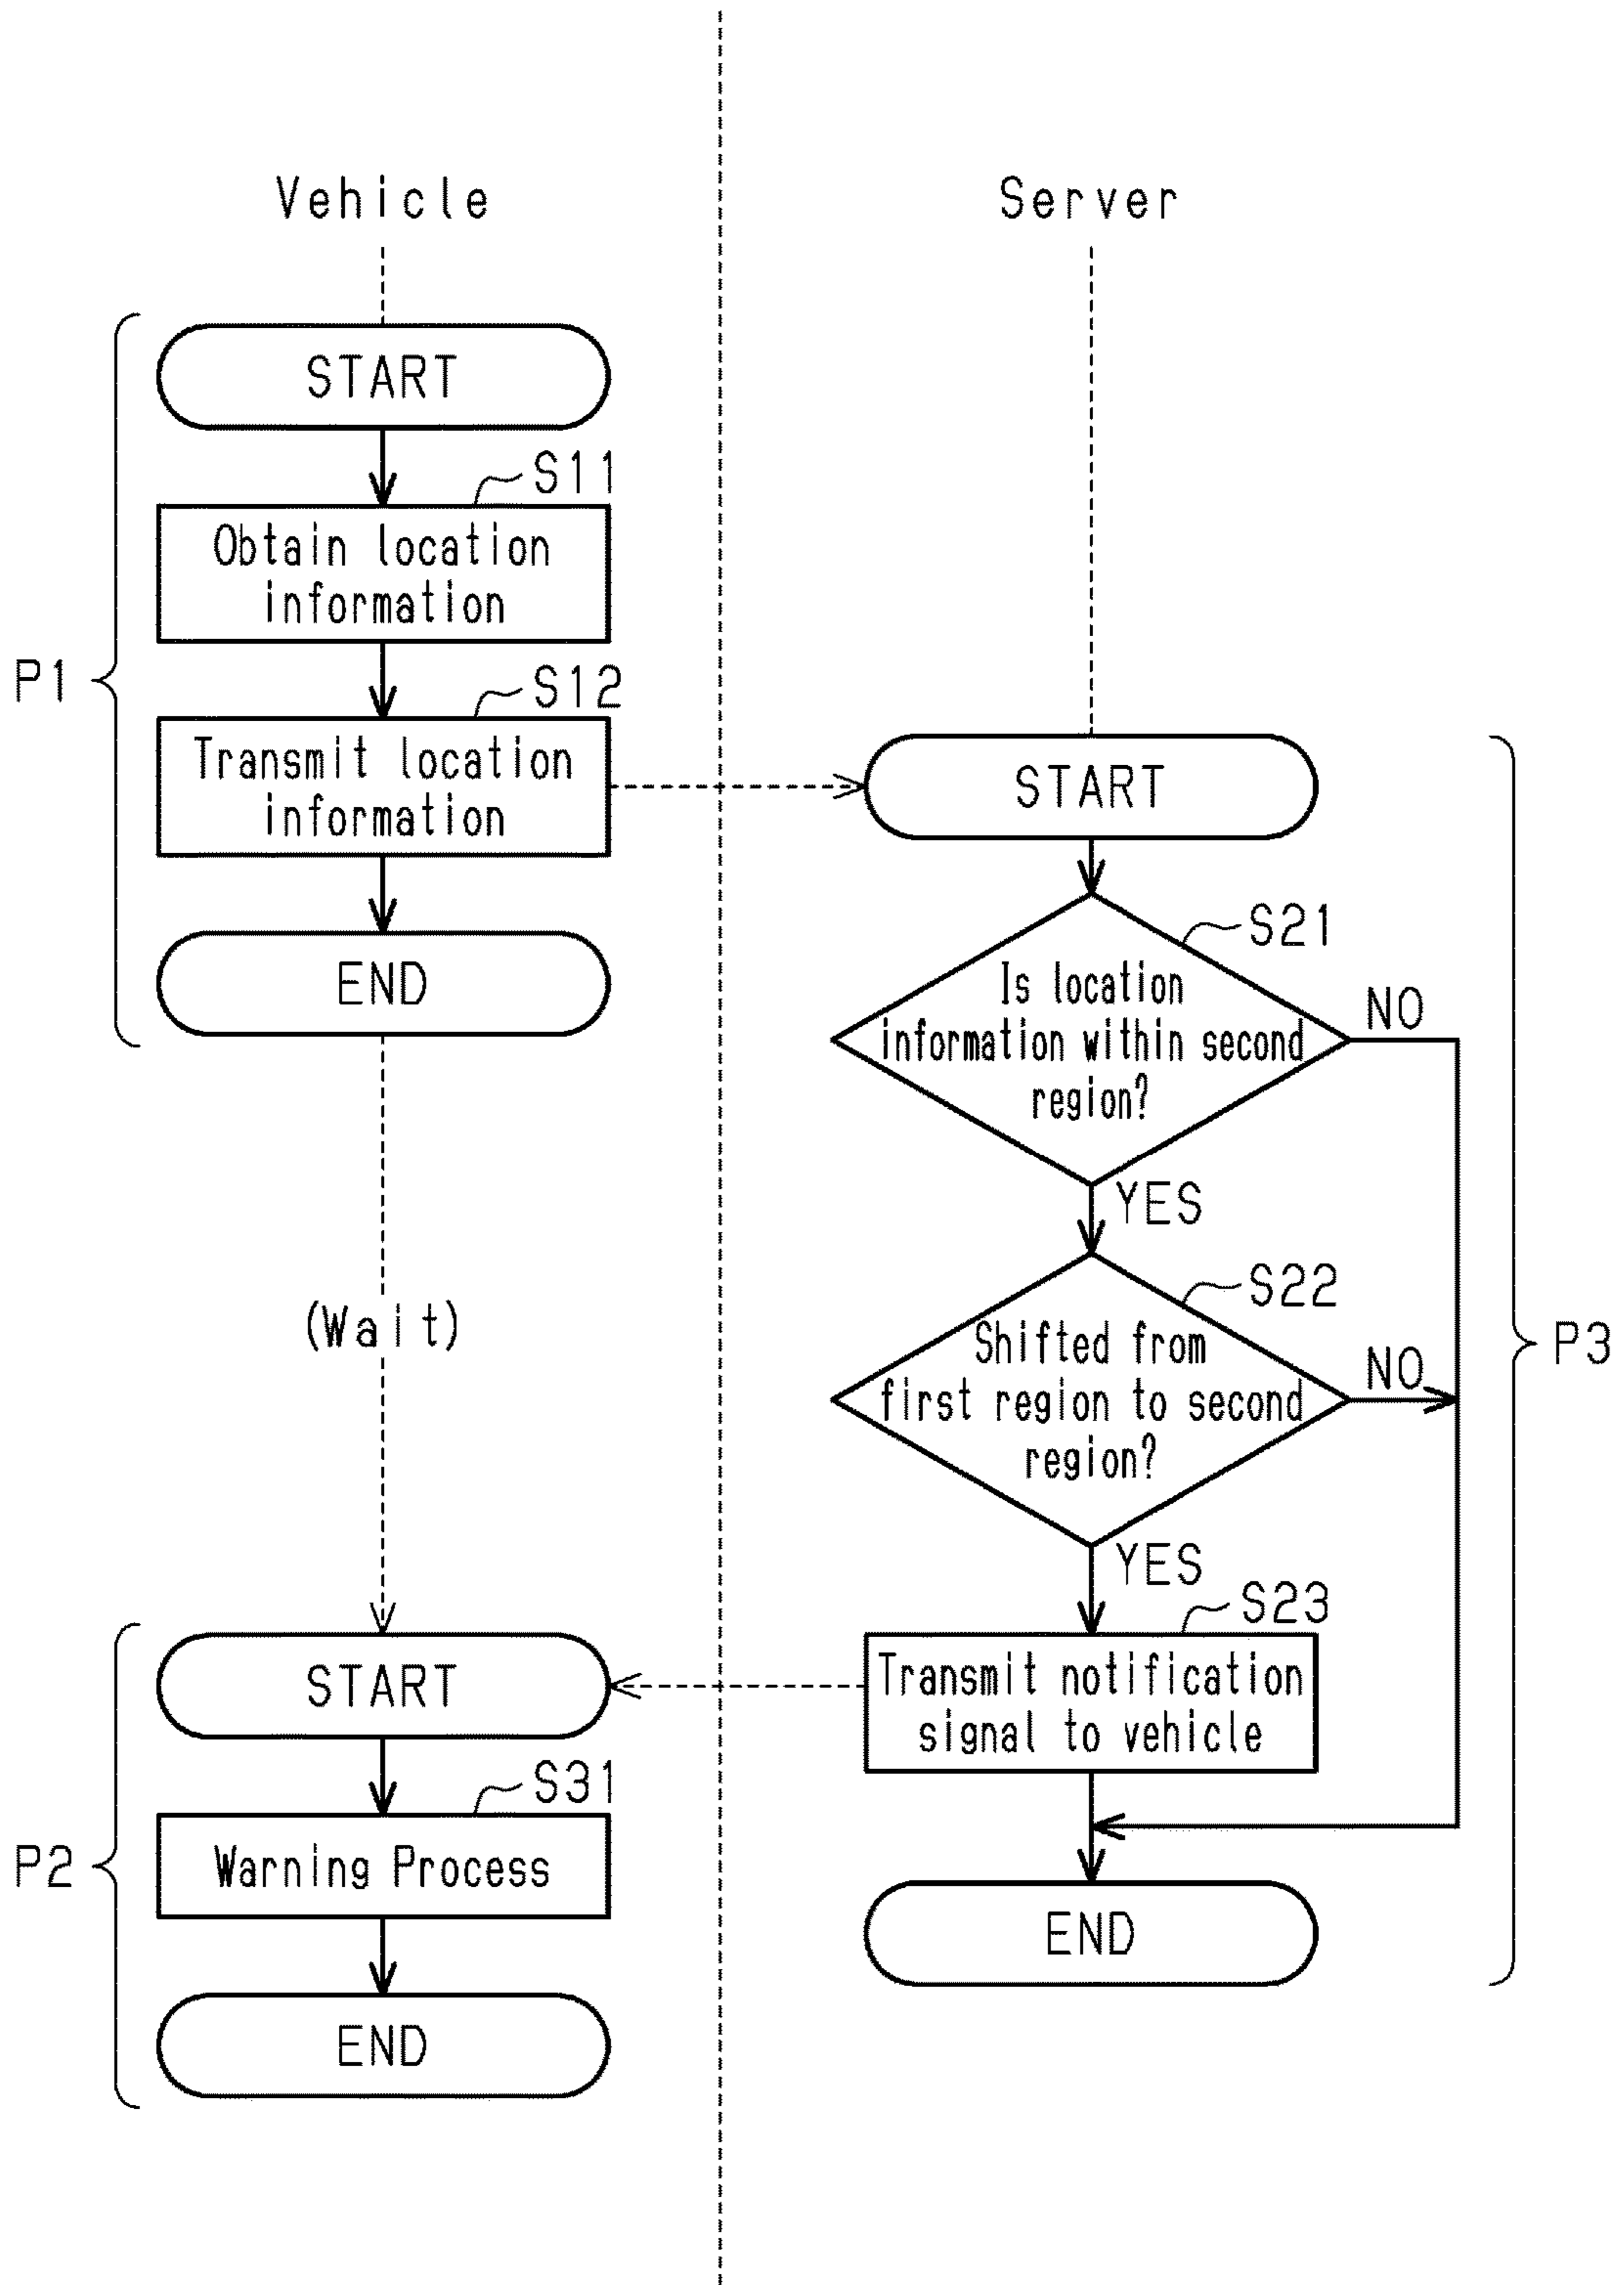 Vehicle
START
S11
Obtain location
information
P1
S12
Transmit location
information
END
(Wait)
START
S31
P2
Warning Process
END
Server
START
S21
Is location
information within second
region?
NO
YES
S22
Shifted from
first region to second
region?
NO
P3
YES
S23
Transmit notification
signal to vehicle
END